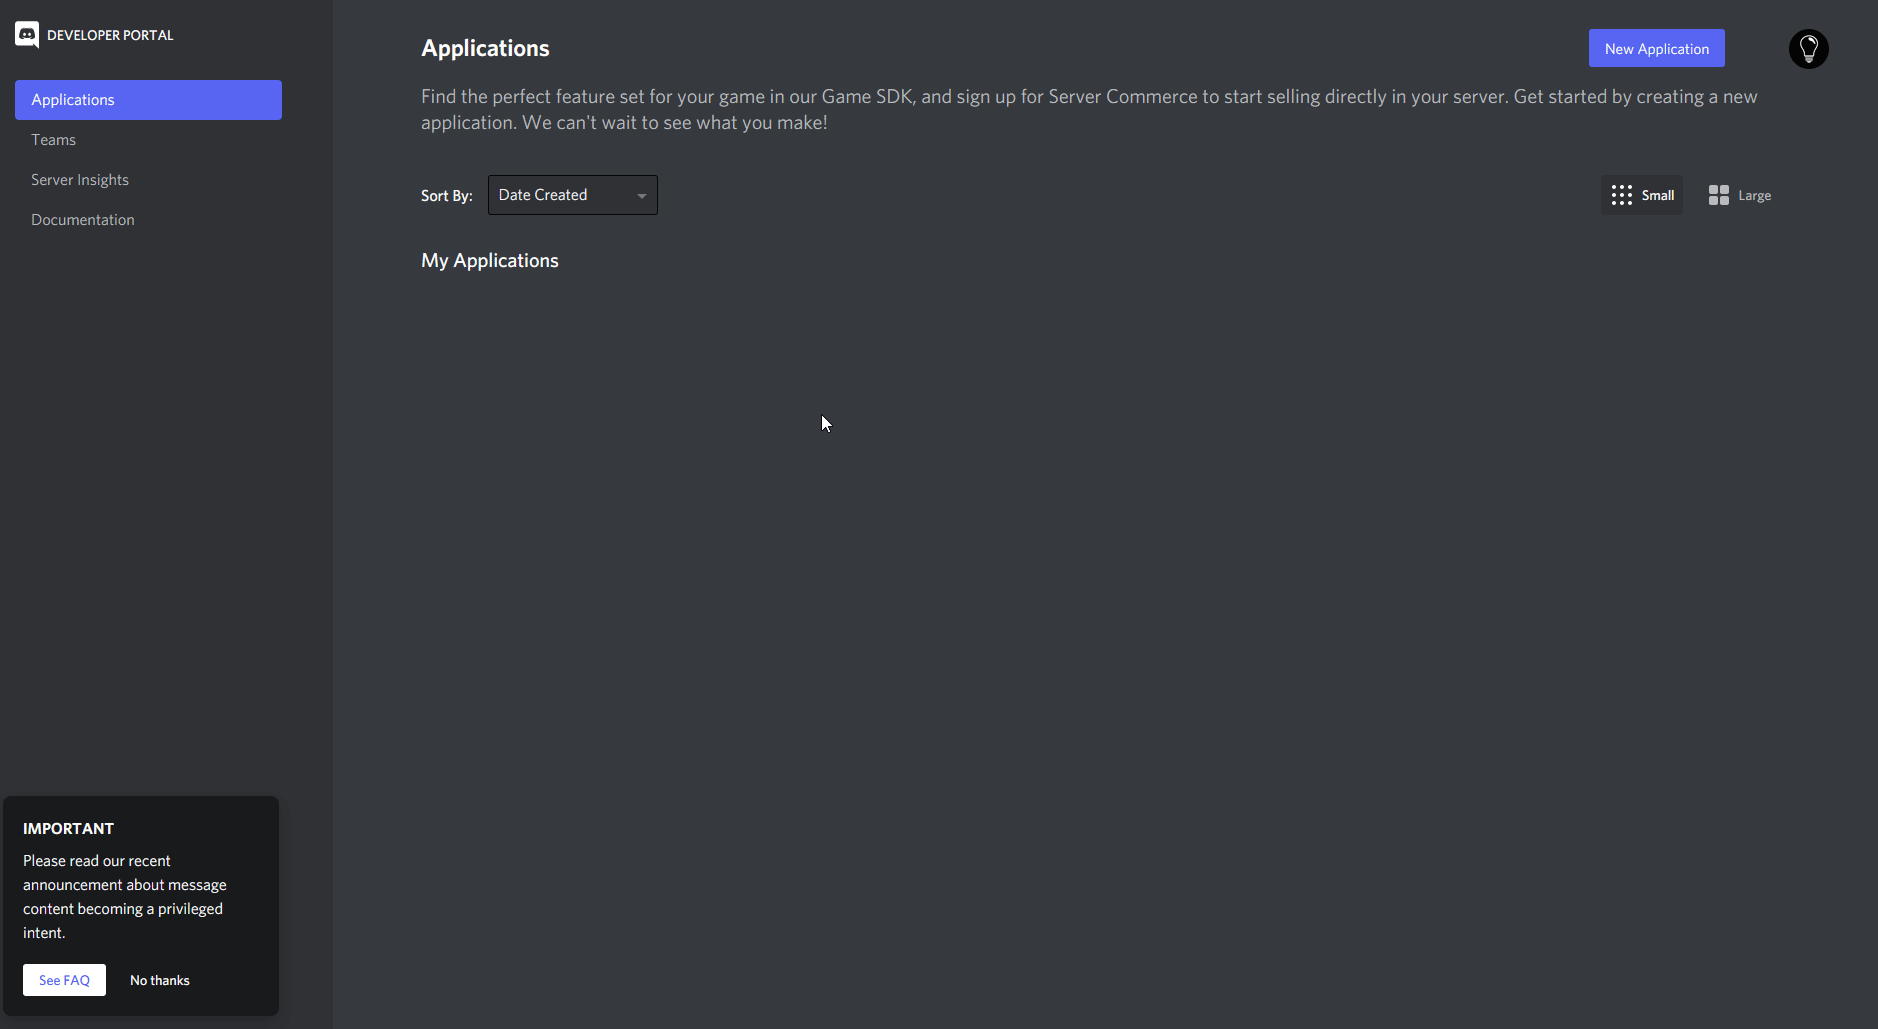 DEVELOPER PORTAL
Applications
Teams
Server Insights
Documentation
Applications
New Application
Find the perfect feature set for your game in our Game SDK, and sign up for Server Commerce to start selling directly in your server. Get started by creating a new
application. We can't wait to see what you make!
Sort By:
Date Created
Small
Large
My Applications
IMPORTANT
Please read our recent
announcement about message
content becoming a privileged
intent.
See FAQ
No thanks